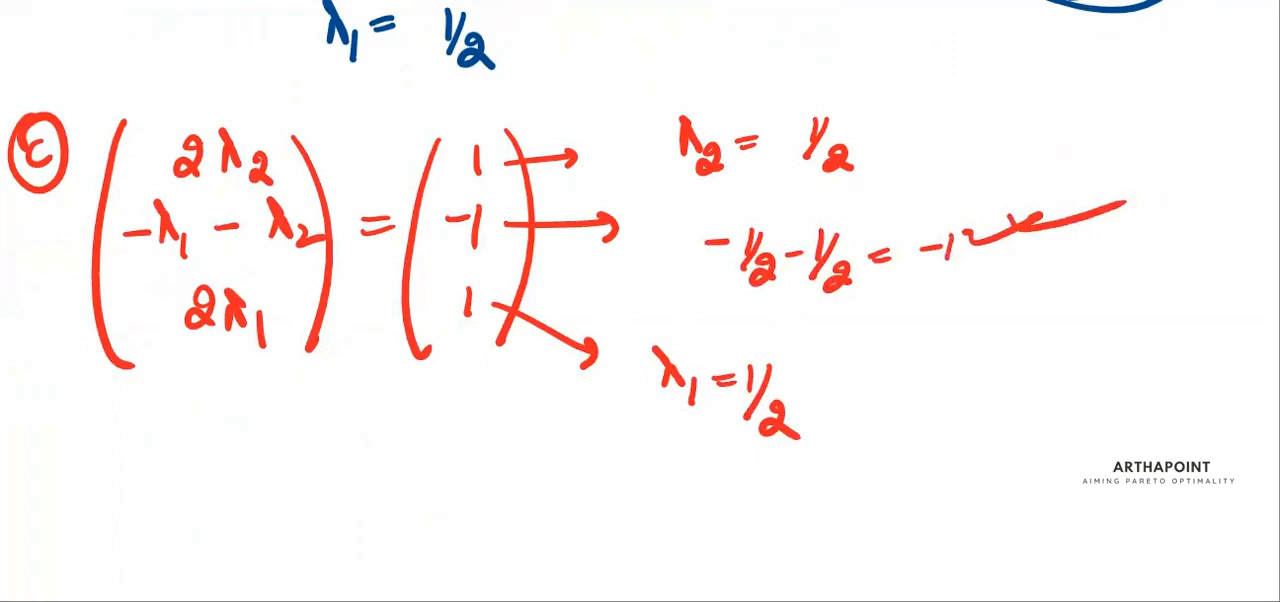 λ₁ = 1/2
ⓒ (2λ₂, -λ₁ - λ₂, 2λ₁) = (1, -1, 1)
λ₂ = 1/2
-1/2 - 1/2 = -1
λ₁ = 1/2
ARTHAPOINT
AIMING PARETO OPTIMALITY